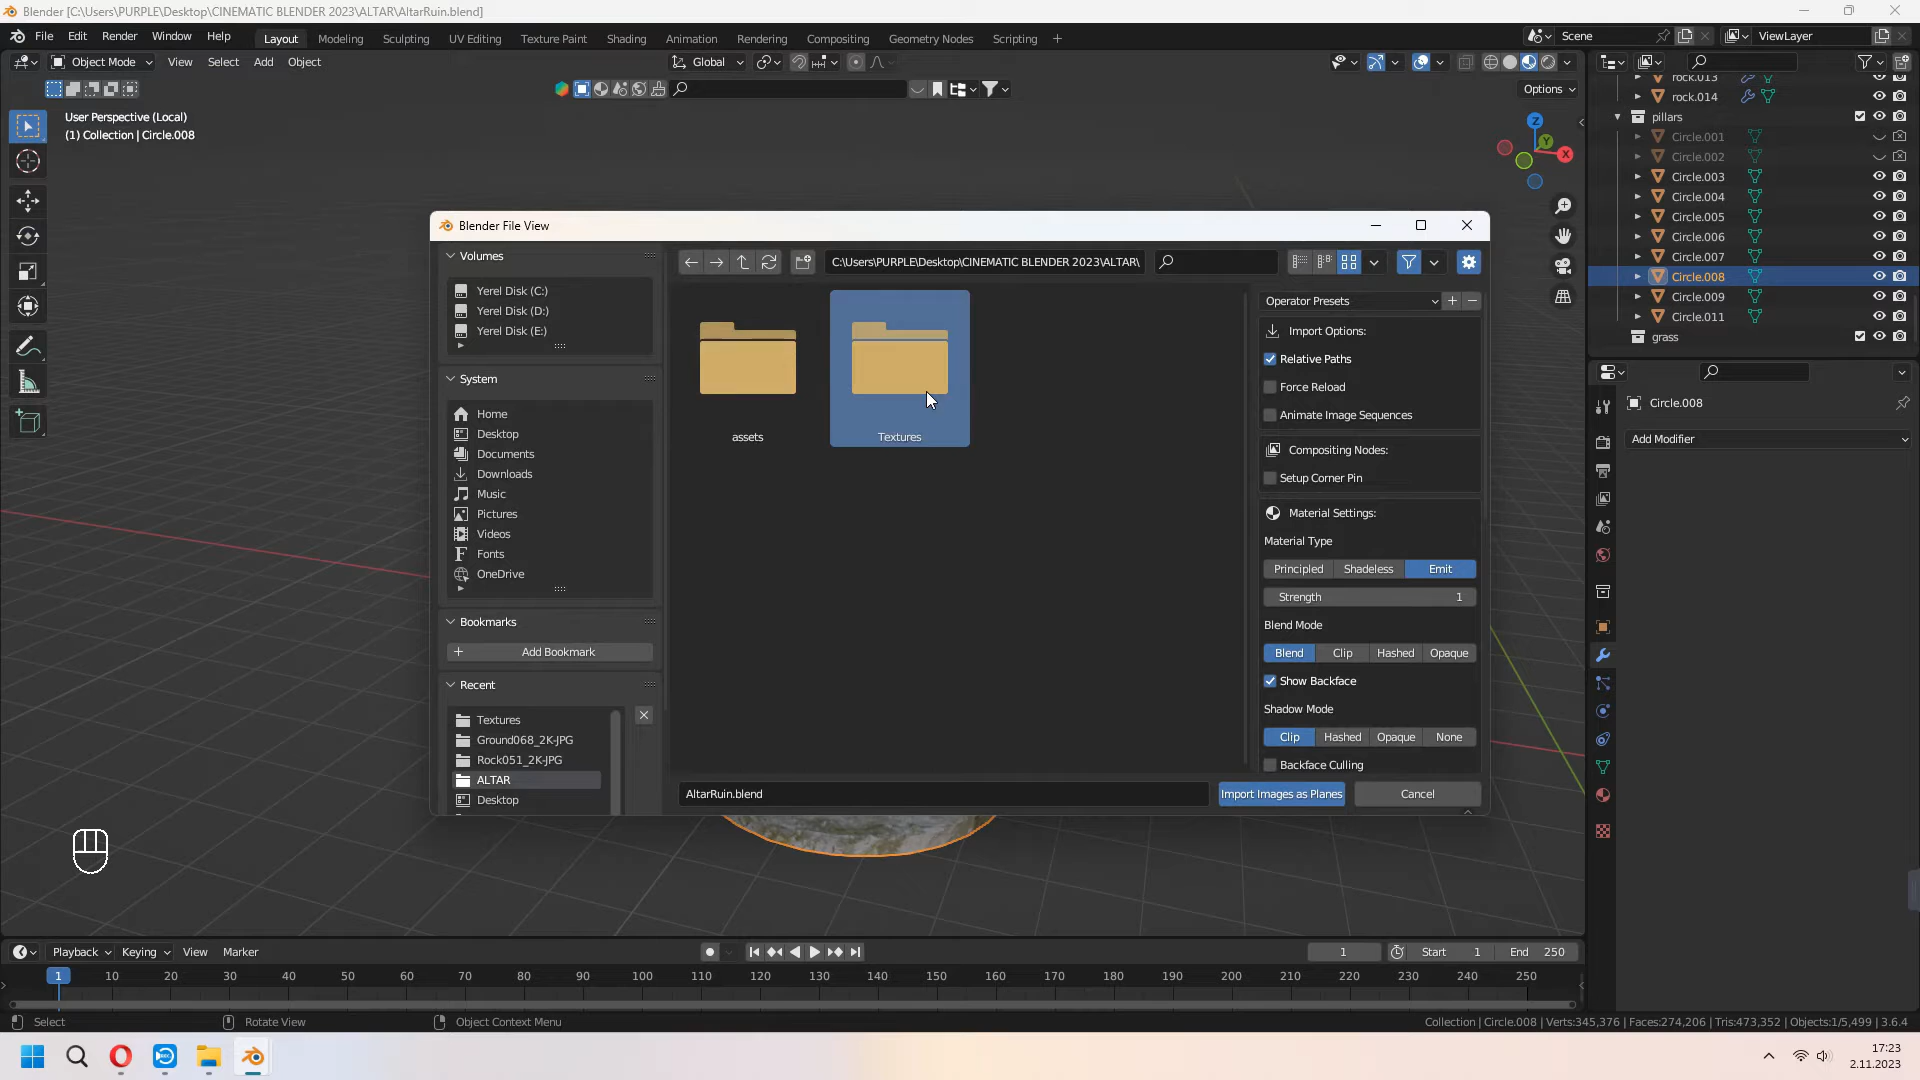 Blender [C:\Users\PURPLE\Desktop\CINEMATIC BLENDER 2023\ALTAR\AltarRuin.blend]
File Edit Render Window Help Layout Modeling Sculpting UV Editing Texture Paint Shading Animation Rendering Compositing Geometry Nodes Scripting + Scene ViewLayer
Object Mode View Select Add Object Global
Options
User Perspective (Local)
(1) Collection | Circle.008
Z
Y
X
rock.013
rock.014
pillars
Circle.001
Circle.002
Circle.003
Circle.004
Circle.005
Circle.006
Circle.007
Circle.008
Circle.009
Circle.011
grass
Circle.008
Add Modifier
Blender File View
Volumes
Yerel Disk (C:)
Yerel Disk (D:)
Yerel Disk (E:)
System
Home
Desktop
Documents
Downloads
Music
Pictures
Videos
Fonts
OneDrive
Bookmarks
Add Bookmark
Recent
Textures
Ground068_2K-JPG
Rock051_2K-JPG
ALTAR
Desktop
C:\Users\PURPLE\Desktop\CINEMATIC BLENDER 2023\ALTAR\
assets
Textures
Operator Presets
Import Options:
Relative Paths
Force Reload
Animate Image Sequences
Compositing Nodes:
Setup Corner Pin
Material Settings:
Material Type
Principled Shadeless Emit
Strength 1
Blend Mode
Blend Clip Hashed Opaque
Show Backface
Shadow Mode
Clip Hashed Opaque None
Backface Culling
AltarRuin.blend
Import Images as Planes
Cancel
Playback Keying View Marker 1 Start 1 End 250
1 10 20 30 40 50 60 70 80 90 100 110 120 130 140 150 160 170 180 190 200 210 220 230 240 250
Select Rotate View Object Context Menu
Collection | Circle.008 | Verts:345,376 | Faces:274,206 | Tris:473,352 | Objects:1/5,499 | 3.6.4
17:23
2.11.2023